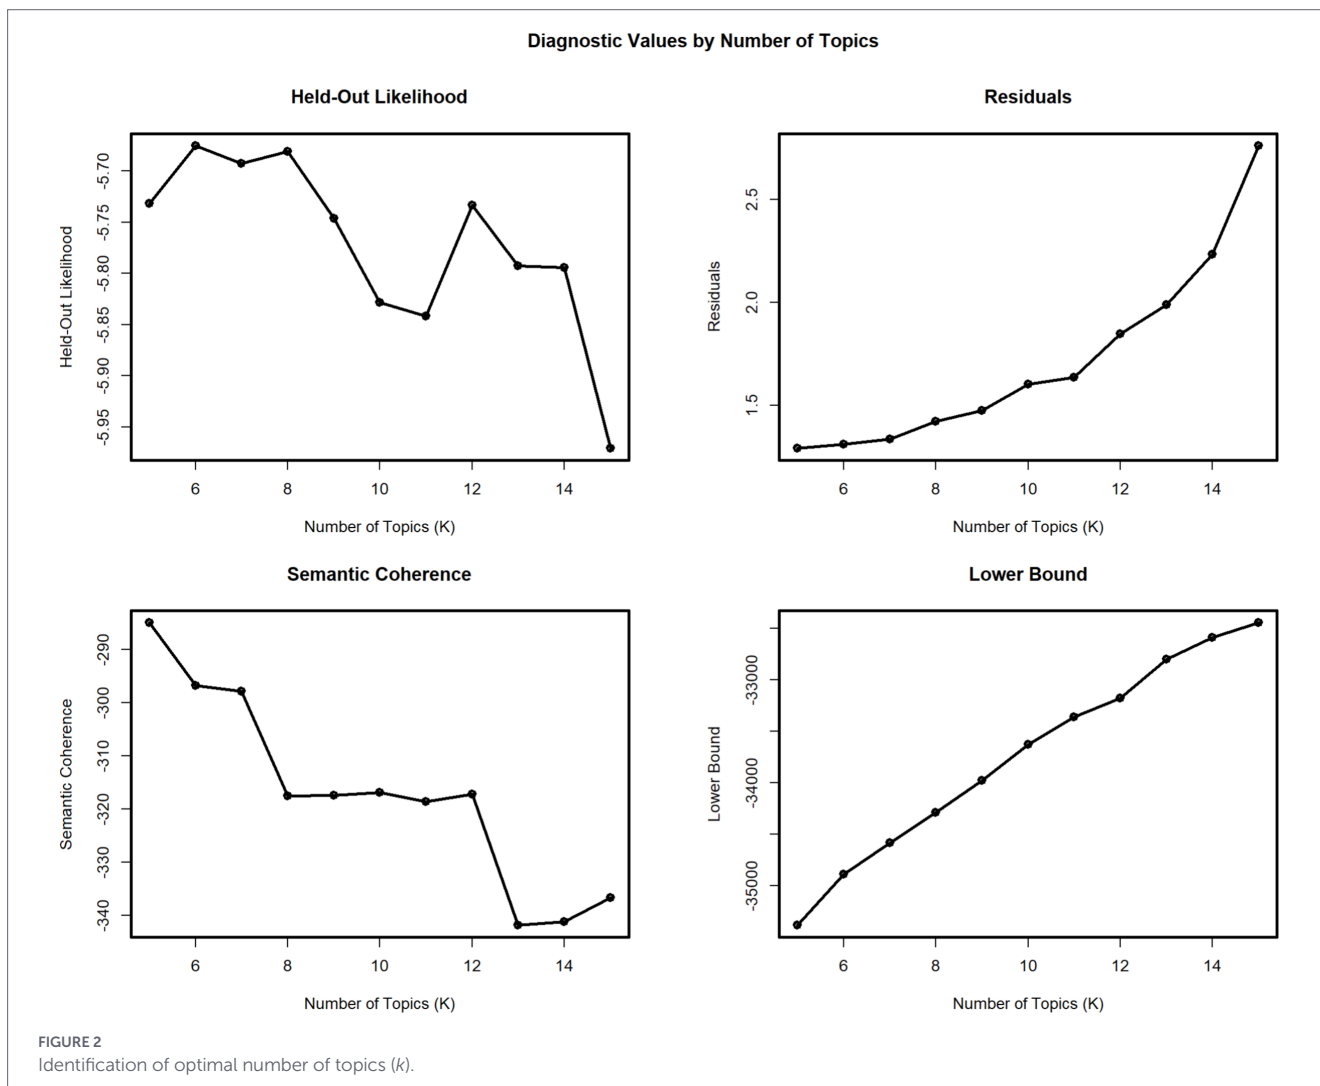 Diagnostic Values by Number of Topics
Held-Out Likelihood
Held-Out Likelihood
-5.70
-5.75
-5.80
-5.85
-5.90
-5.95
6 8 10 12 14
Number of Topics (K)
Residuals
Residuals
2.5
2.0
1.5
6 8 10 12 14
Number of Topics (K)
Semantic Coherence
Semantic Coherence
-290
-300
-310
-320
-330
-340
6 8 10 12 14
Number of Topics (K)
Lower Bound
Lower Bound
-33000
-34000
-35000
6 8 10 12 14
Number of Topics (K)
FIGURE 2
Identification of optimal number of topics (k).